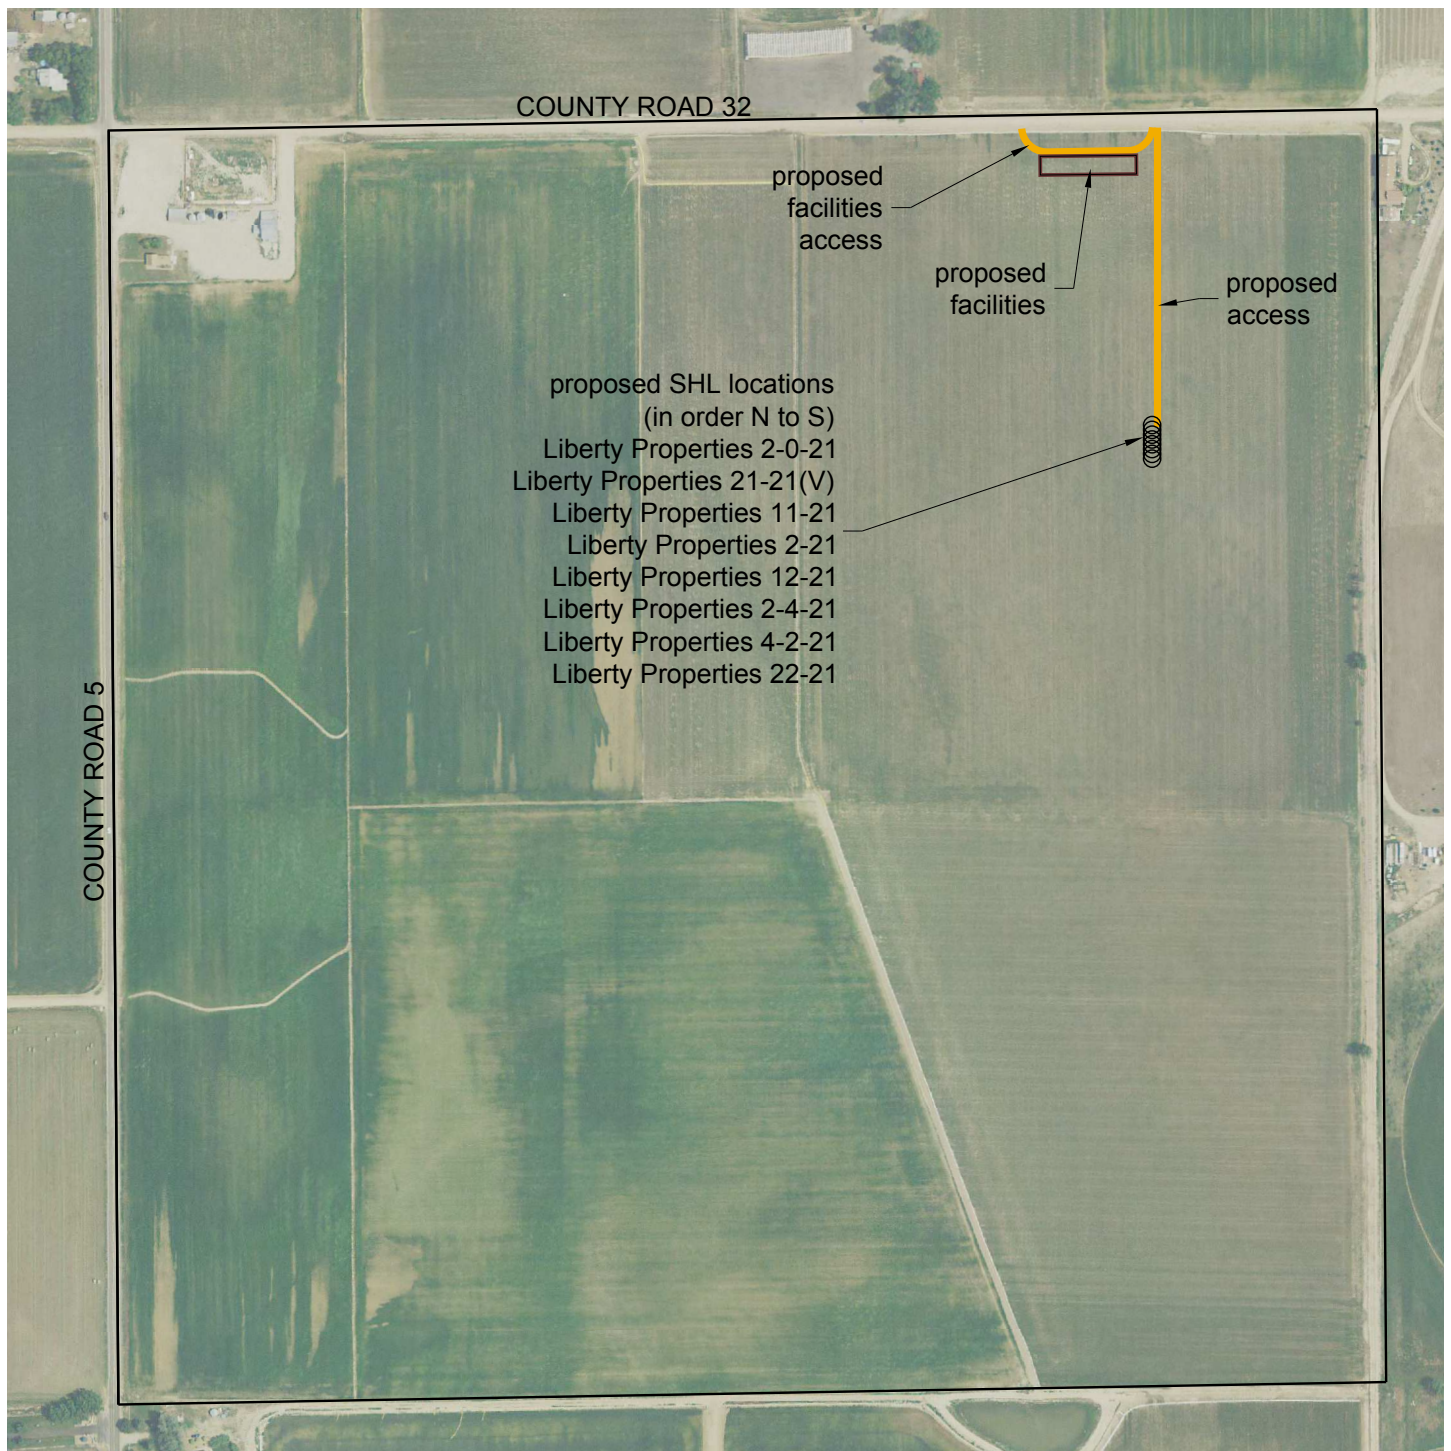 COUNTY ROAD 32
proposed
facilities
access
proposed
facilities
proposed
access
proposed SHL locations
(in order N to S)
Liberty Properties 2-0-21
Liberty Properties 21-21(V)
Liberty Properties 11-21
Liberty Properties 2-21
Liberty Properties 12-21
Liberty Properties 2-4-21
Liberty Properties 4-2-21
Liberty Properties 22-21
COUNTY ROAD 5